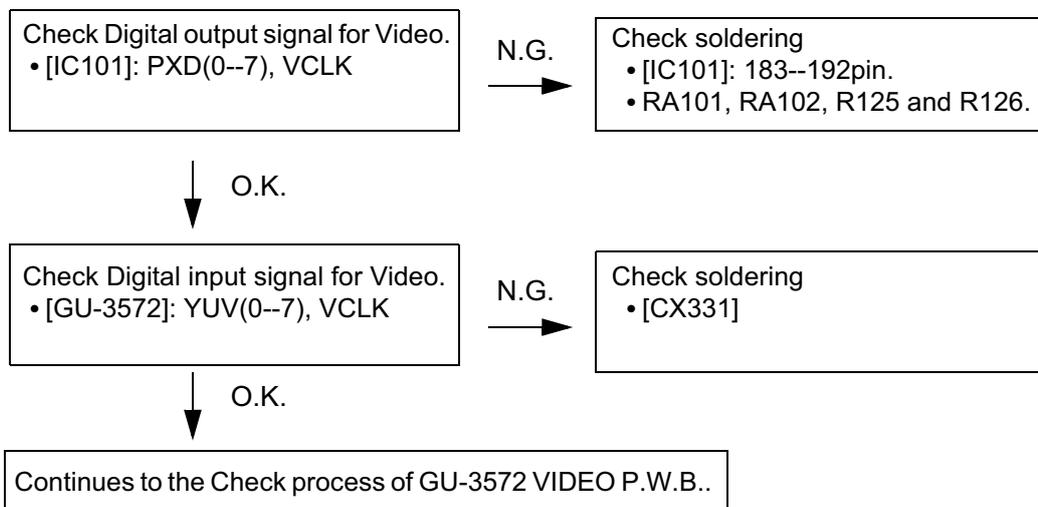 Check Digital output signal for Video.
• [IC101]: PXD(0--7), VCLK
N.G.
Check soldering
• [IC101]: 183--192pin.
• RA101, RA102, R125 and R126.
O.K.
Check Digital input signal for Video.
• [GU-3572]: YUV(0--7), VCLK
N.G.
Check soldering
• [CX331]
O.K.
Continues to the Check process of GU-3572 VIDEO P.W.B..